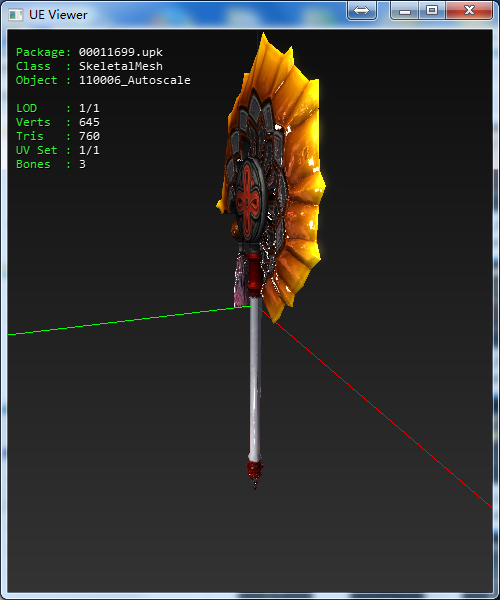 UE Viewer
Package: 00011699.upk
Class : SkeletalMesh
Object : 110006_Autoscale
LOD : 1/1
Verts : 645
Tris : 760
UV Set : 1/1
Bones : 3